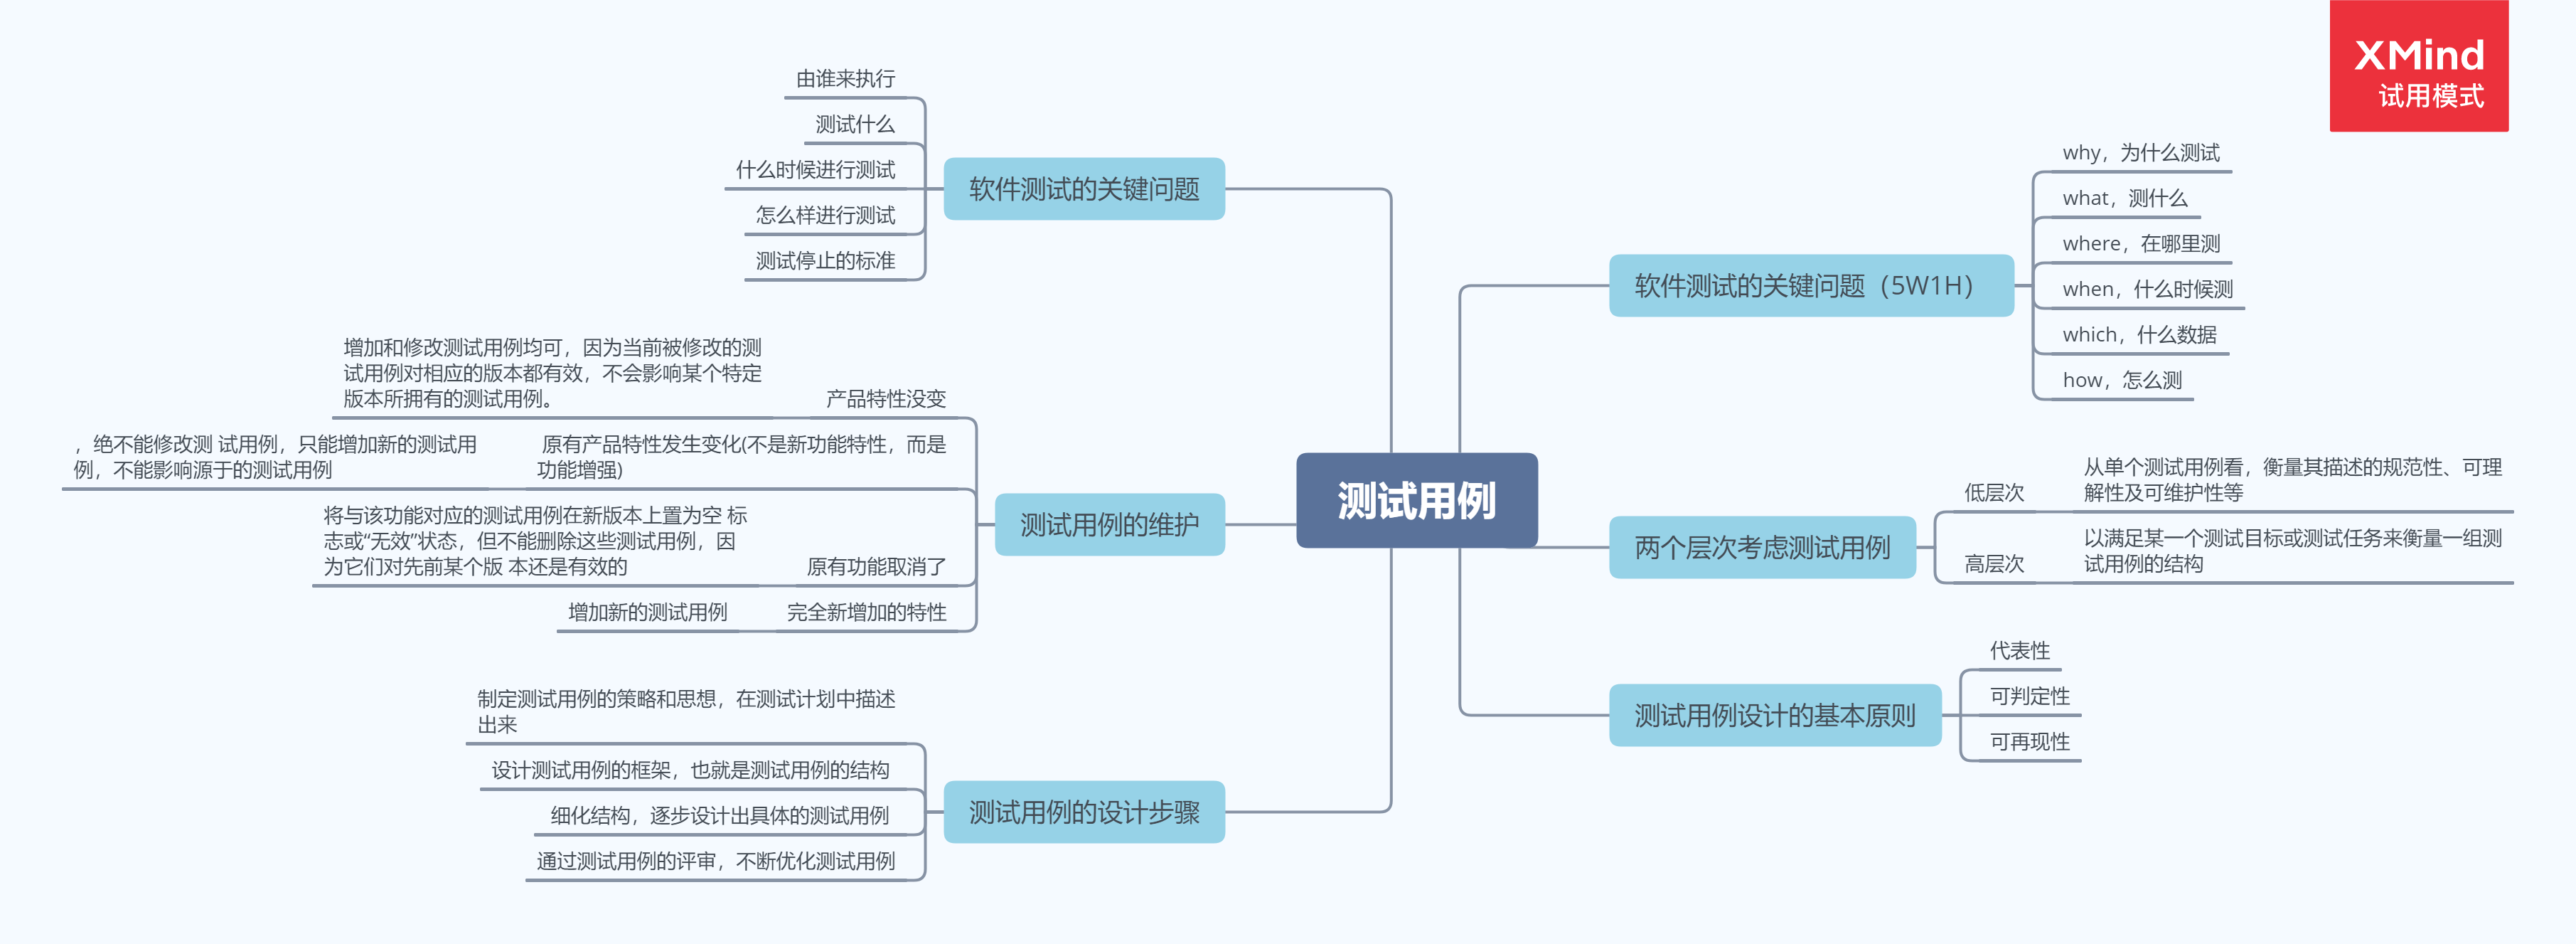 XMind
试用模式
测试用例
软件测试的关键问题（5W1H）
why，为什么测试
what，测什么
where，在哪里测
when，什么时候测
which，什么数据
how，怎么测
两个层次考虑测试用例
低层次
从单个测试用例看，衡量其描述的规范性、可理
解性及可维护性等
高层次
以满足某一个测试目标或测试任务来衡量一组测
试用例的结构
测试用例设计的基本原则
代表性
可判定性
可再现性
软件测试的关键问题
由谁来执行
测试什么
什么时候进行测试
怎么样进行测试
测试停止的标准
测试用例的维护
产品特性没变
增加和修改测试用例均可，因为当前被修改的测
试用例对相应的版本都有效，不会影响某个特定
版本所拥有的测试用例。
原有产品特性发生变化(不是新功能特性，而是
功能增强)
，绝不能修改测 试用例，只能增加新的测试用
例，不能影响源于的测试用例
原有功能取消了
将与该功能对应的测试用例在新版本上置为空 标
志或“无效”状态，但不能删除这些测试用例，因
为它们对先前某个版 本还是有效的
完全新增加的特性
增加新的测试用例
测试用例的设计步骤
制定测试用例的策略和思想，在测试计划中描述
出来
设计测试用例的框架，也就是测试用例的结构
细化结构，逐步设计出具体的测试用例
通过测试用例的评审，不断优化测试用例